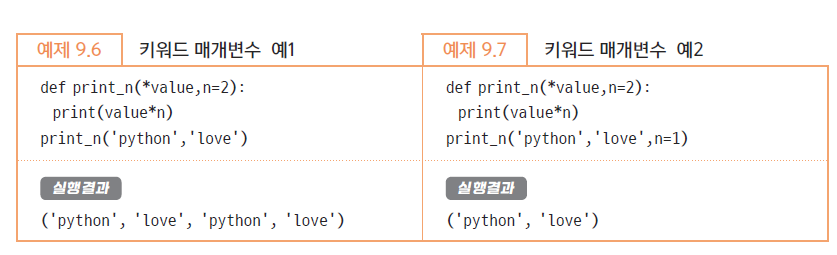 예제 9.6 키워드 매개변수 예1
def print_n(*value,n=2):
print(value*n)
print_n('python','love')
실행결과
('python', 'love', 'python', 'love')
예제 9.7 키워드 매개변수 예2
def print_n(*value,n=2):
print(value*n)
print_n('python','love',n=1)
실행결과
('python', 'love')